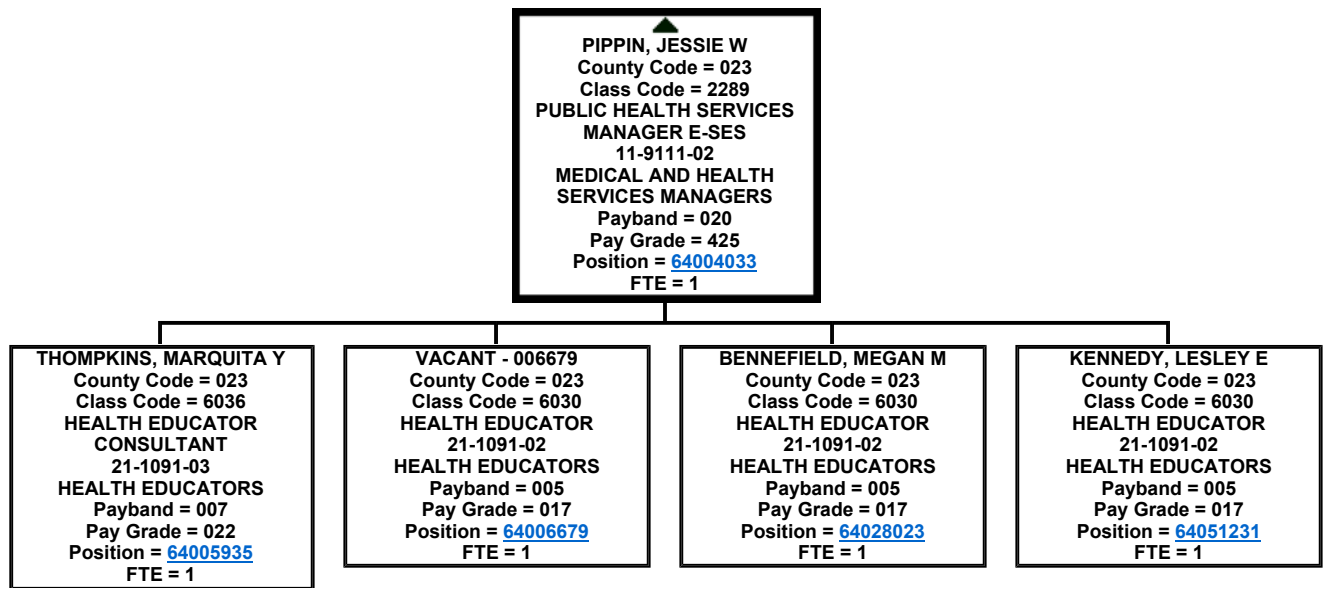 PIPPIN, JESSIE W
County Code = 023
Class Code = 2289
PUBLIC HEALTH SERVICES
MANAGER E-SES
11-9111-02
MEDICAL AND HEALTH
SERVICES MANAGERS
Payband = 020
Pay Grade = 425
Position = 64004033
FTE = 1
THOMPKINS, MARQUITA Y
County Code = 023
Class Code = 6036
HEALTH EDUCATOR
CONSULTANT
21-1091-03
HEALTH EDUCATORS
Payband = 007
Pay Grade = 022
Position = 64005935
FTE = 1
VACANT - 006679
County Code = 023
Class Code = 6030
HEALTH EDUCATOR
21-1091-02
HEALTH EDUCATORS
Payband = 005
Pay Grade = 017
Position = 64006679
FTE = 1
BENNEFIELD, MEGAN M
County Code = 023
Class Code = 6030
HEALTH EDUCATOR
21-1091-02
HEALTH EDUCATORS
Payband = 005
Pay Grade = 017
Position = 64028023
FTE = 1
KENNEDY, LESLEY E
County Code = 023
Class Code = 6030
HEALTH EDUCATOR
21-1091-02
HEALTH EDUCATORS
Payband = 005
Pay Grade = 017
Position = 64051231
FTE = 1